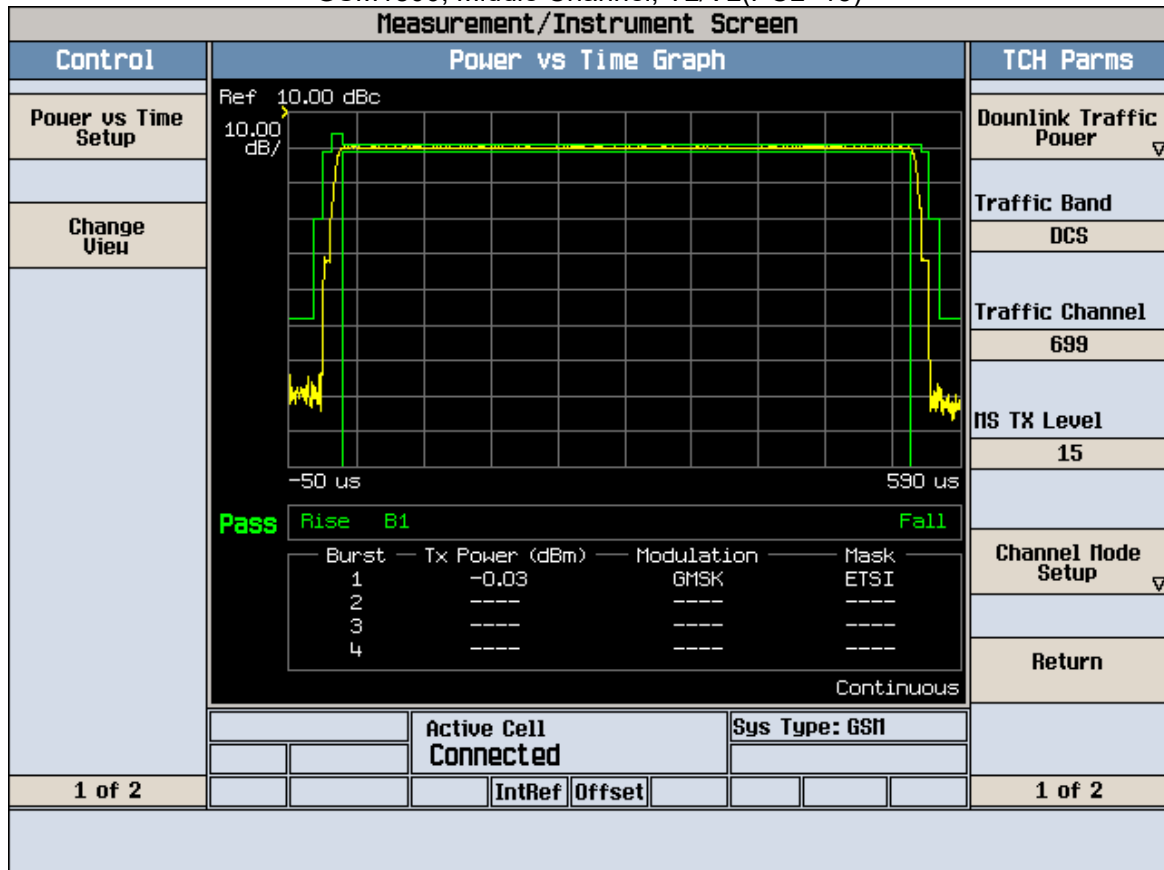 Measurement/Instrument Screen
Control
Power vs Time Graph
TCH Parms
Power vs Time
Setup
Change
View
1 of 2
Ref 10.00 dBc
10.00
dB/
-50 us
590 us
Pass
Rise B1 Fall
Burst Tx Power (dBm) Modulation Mask
1 -0.03 GMSK ETSI
2 ---- ---- ----
3 ---- ---- ----
4 ---- ---- ----
Continuous
Active Cell
Connected
Sys Type: GSM
IntRef Offset
Downlink Traffic
Power
Traffic Band
DCS
Traffic Channel
699
MS TX Level
15
Channel Mode
Setup
Return
1 of 2